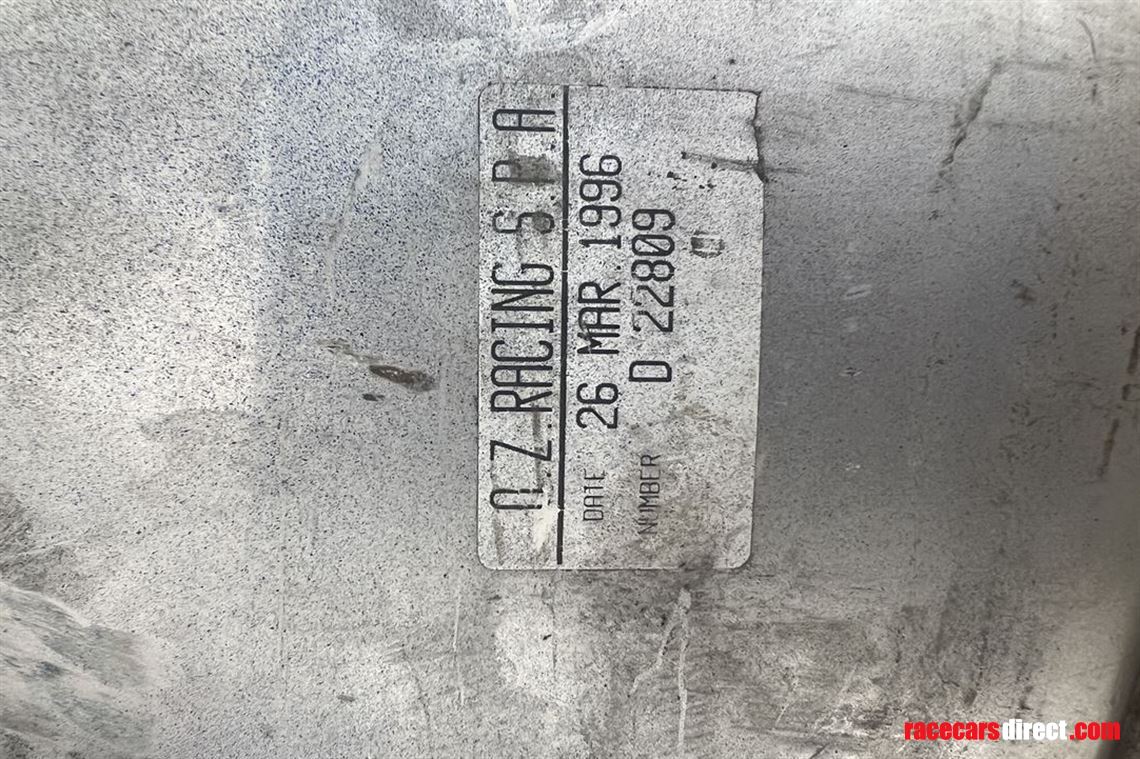 O.Z.RACING S.P.A
DATE 26 MAR.1996
NUMBER D 22809
racecarsdirect.com